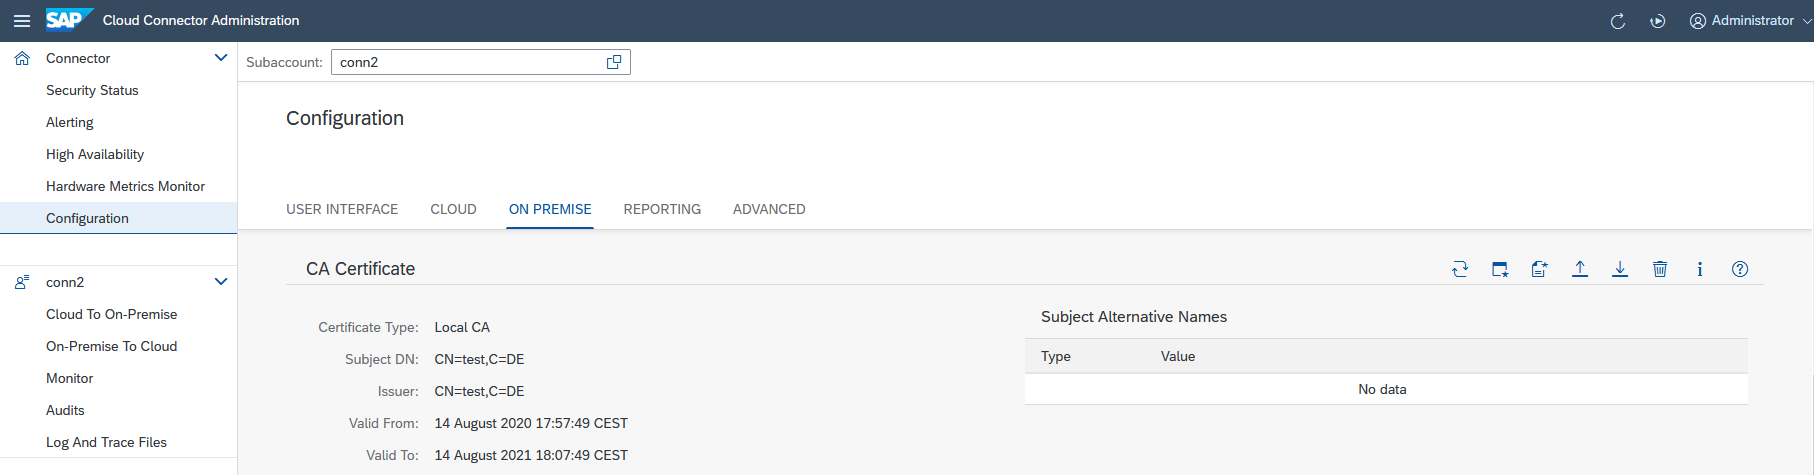 SAP Cloud Connector Administration
Administrator
Connector
Security Status
Alerting
High Availability
Hardware Metrics Monitor
Configuration
conn2
Cloud To On-Premise
On-Premise To Cloud
Monitor
Audits
Log And Trace Files
Subaccount: conn2
Configuration
USER INTERFACE CLOUD ON PREMISE REPORTING ADVANCED
CA Certificate
Certificate Type: Local CA
Subject DN: CN=test,C=DE
Issuer: CN=test,C=DE
Valid From: 14 August 2020 17:57:49 CEST
Valid To: 14 August 2021 18:07:49 CEST
Subject Alternative Names
Type Value
No data